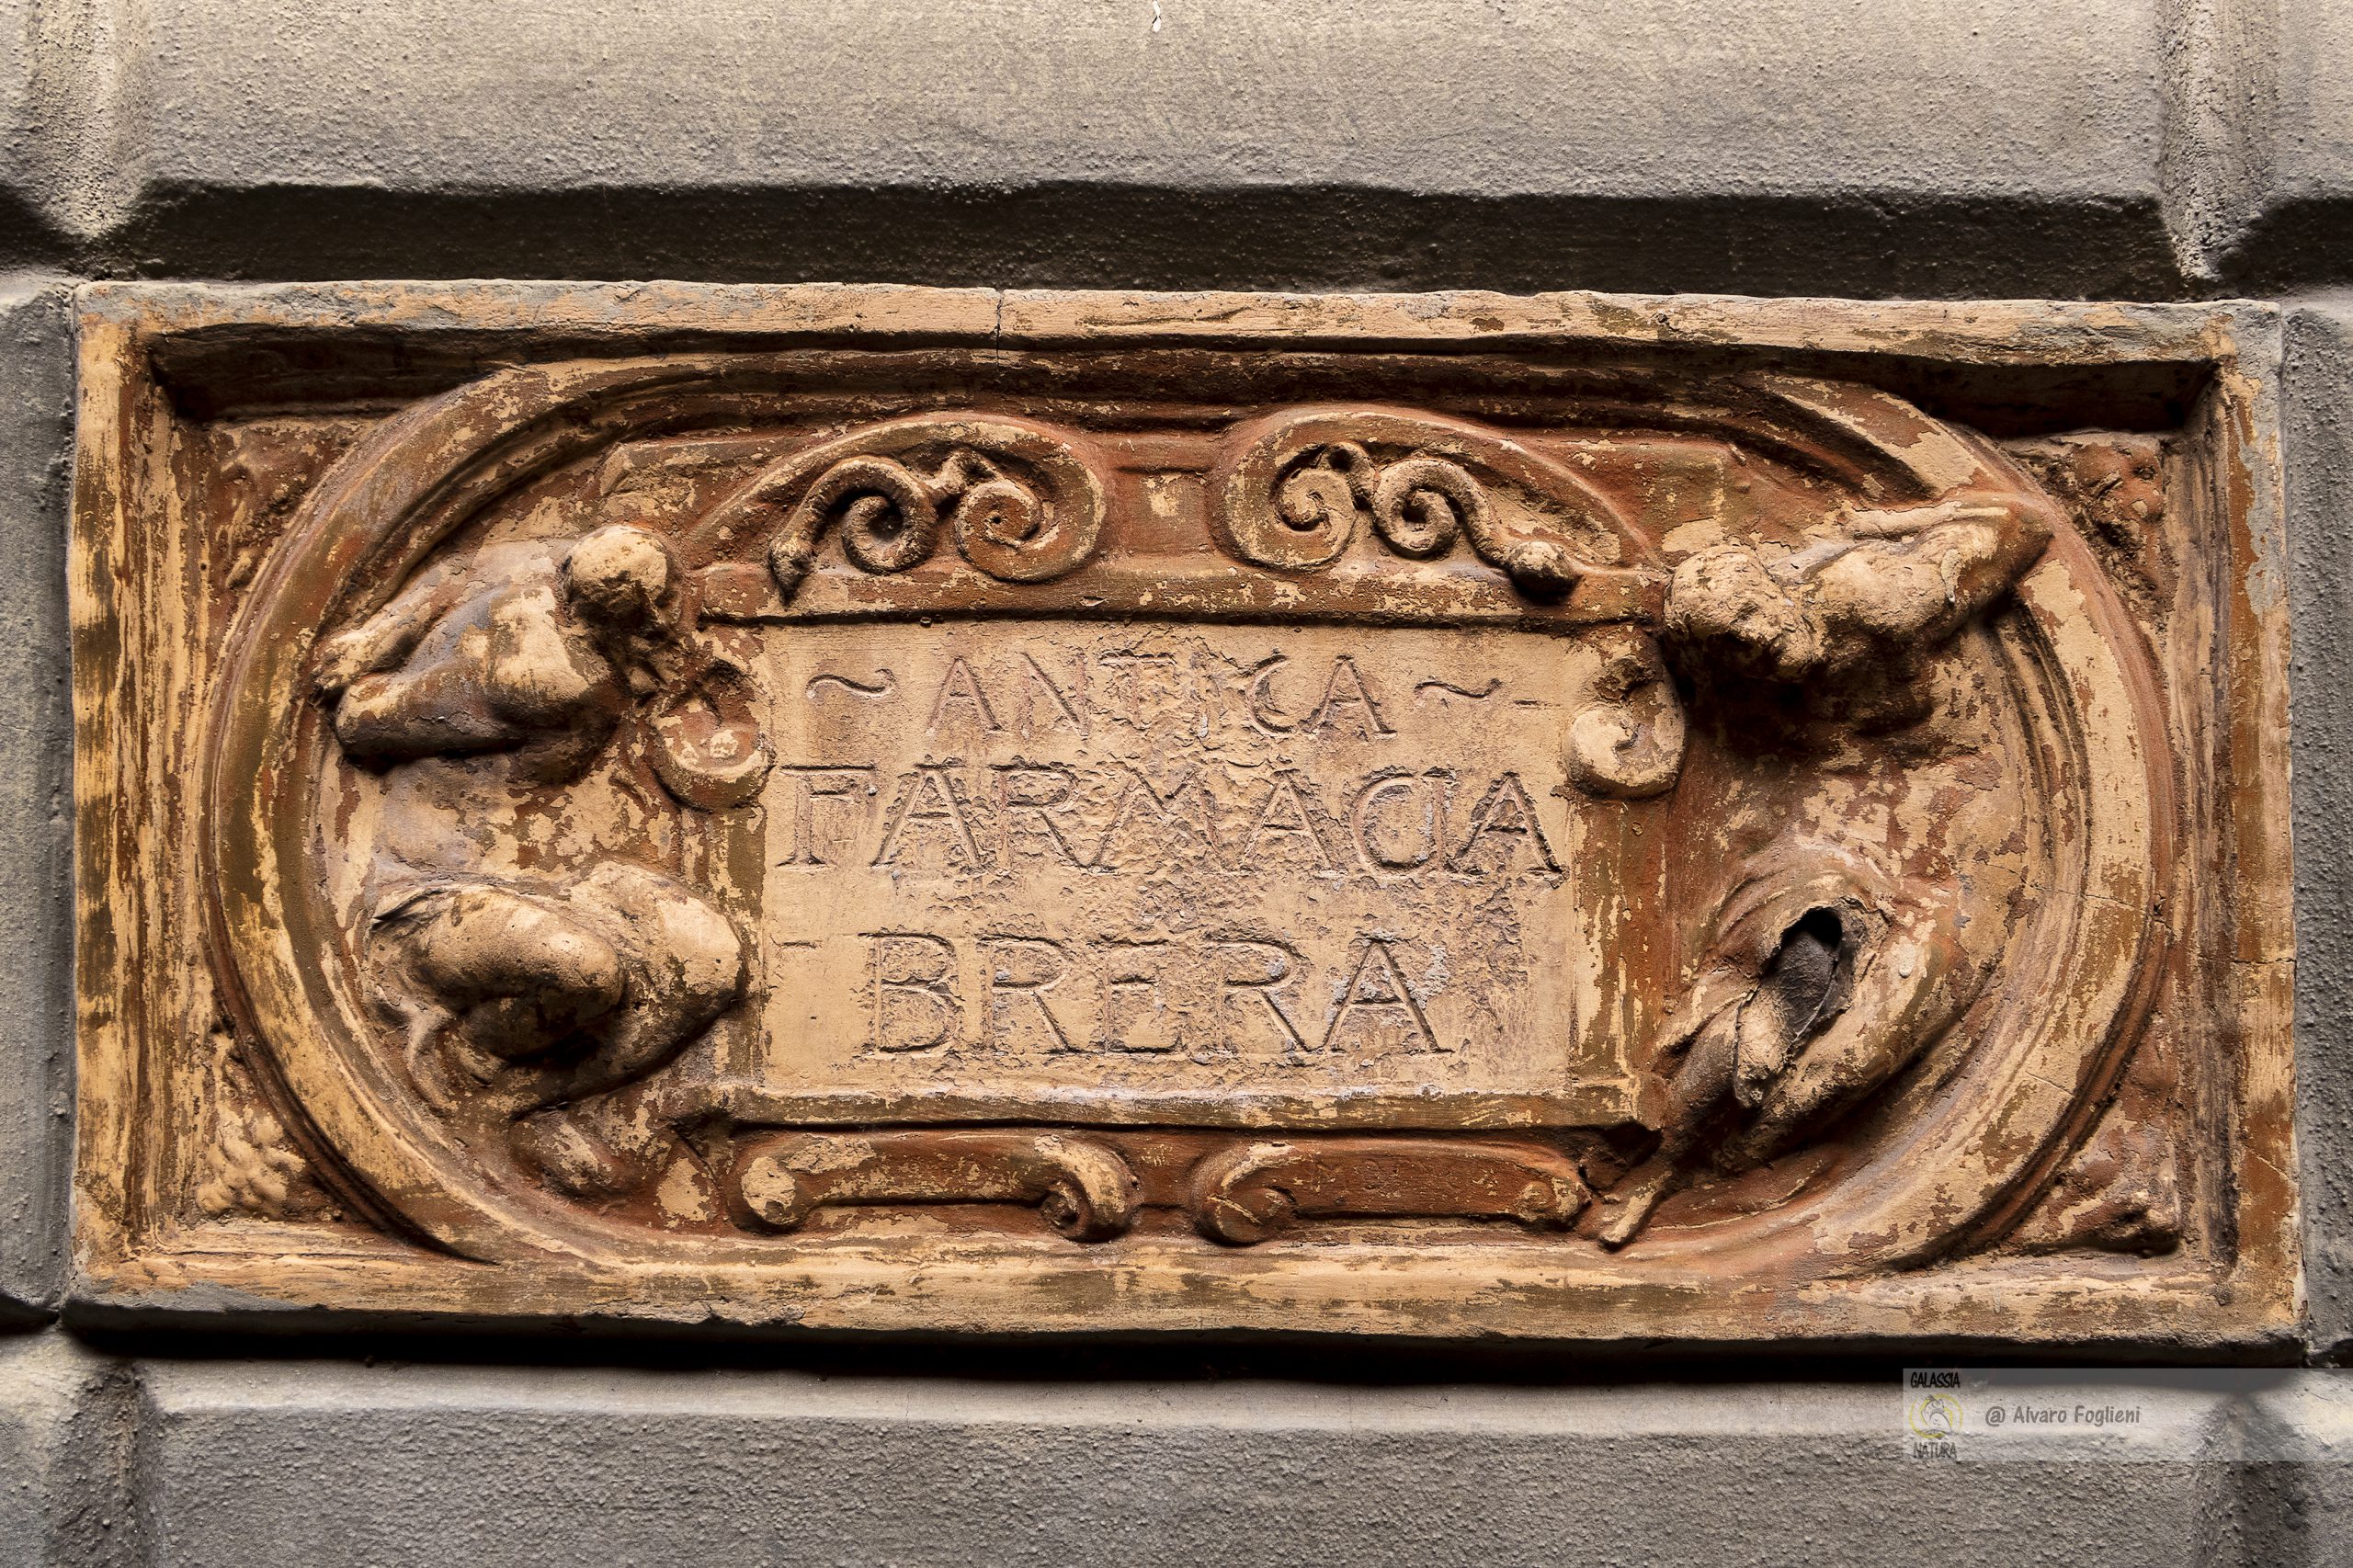 ~ ANTICA ~
FARMACIA
BRERA
GALASSIA
@ Alvaro Foglieni
NATURA